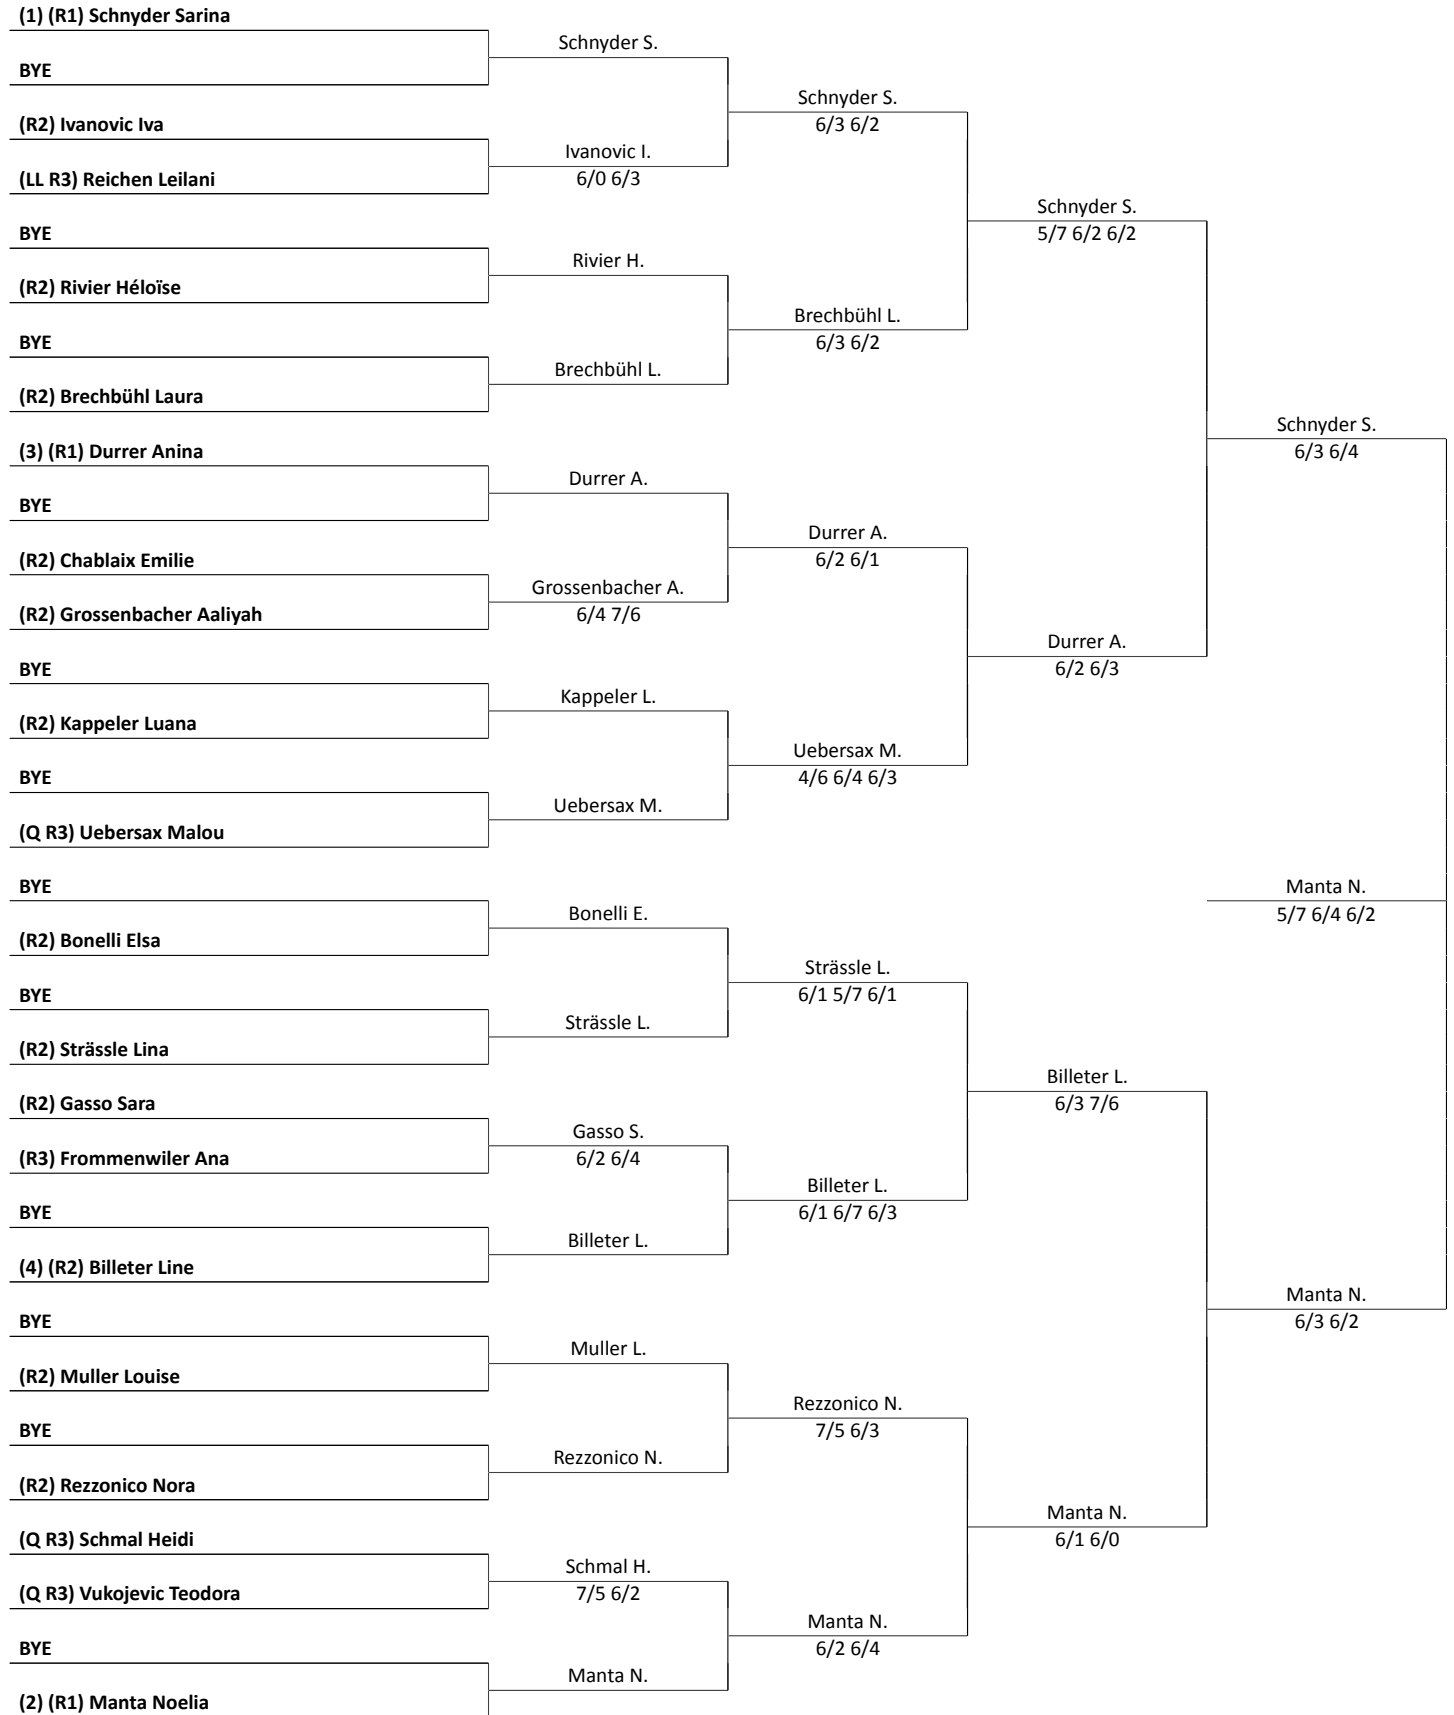 (1) (R1) Schnyder Sarina
Schnyder S.
BYE
Schnyder S.
6/3 6/2
(R2) Ivanovic Iva
Ivanovic I.
6/0 6/3
(LL R3) Reichen Leilani
Schnyder S.
5/7 6/2 6/2
BYE
Rivier H.
(R2) Rivier Héloïse
Brechbühl L.
6/3 6/2
BYE
Brechbühl L.
(R2) Brechbühl Laura
Schnyder S.
6/3 6/4
(3) (R1) Durrer Anina
Durrer A.
BYE
Durrer A.
6/2 6/1
(R2) Chablaix Emilie
Grossenbacher A.
6/4 7/6
(R2) Grossenbacher Aaliyah
Durrer A.
6/2 6/3
BYE
Kappeler L.
(R2) Kappeler Luana
Uebersax M.
4/6 6/4 6/3
BYE
Uebersax M.
(Q R3) Uebersax Malou
BYE
Manta N.
5/7 6/4 6/2
Bonelli E.
(R2) Bonelli Elsa
Strässle L.
6/1 5/7 6/1
BYE
Strässle L.
(R2) Strässle Lina
Billeter L.
6/3 7/6
(R2) Gasso Sara
Gasso S.
6/2 6/4
(R3) Frommenwiler Ana
Billeter L.
6/1 6/7 6/3
BYE
Billeter L.
(4) (R2) Billeter Line
Manta N.
6/3 6/2
BYE
Muller L.
(R2) Muller Louise
Rezzonico N.
7/5 6/3
BYE
Rezzonico N.
(R2) Rezzonico Nora
Manta N.
6/1 6/0
(Q R3) Schmal Heidi
Schmal H.
7/5 6/2
(Q R3) Vukojevic Teodora
Manta N.
6/2 6/4
BYE
Manta N.
(2) (R1) Manta Noelia